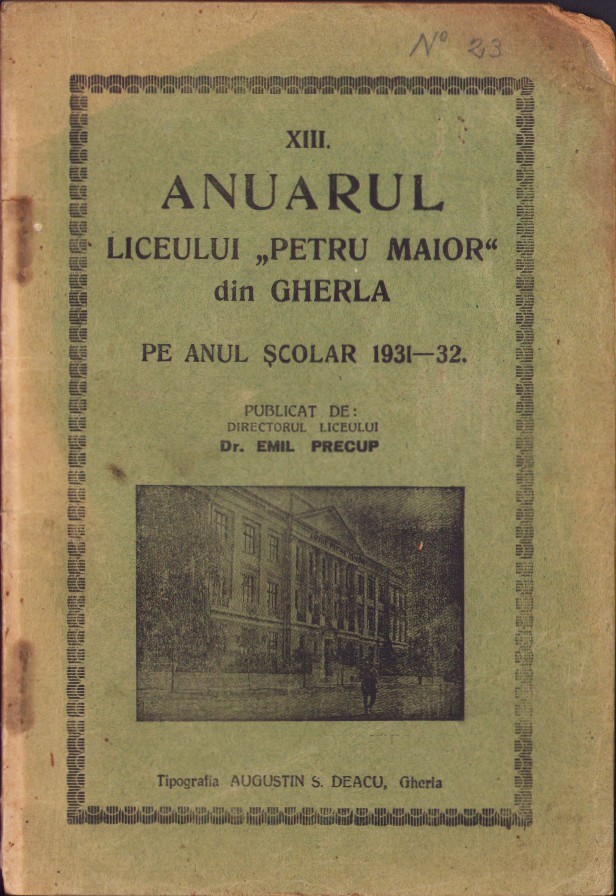 Nº 23
XIII.
ANUARUL
LICEULUI „PETRU MAIOR“
din GHERLA
PE ANUL ȘCOLAR 1931—32.
PUBLICAT DE:
DIRECTORUL LICEULUI
Dr. EMIL PRECUP
Tipografia AUGUSTIN S. DEACU, Gherla